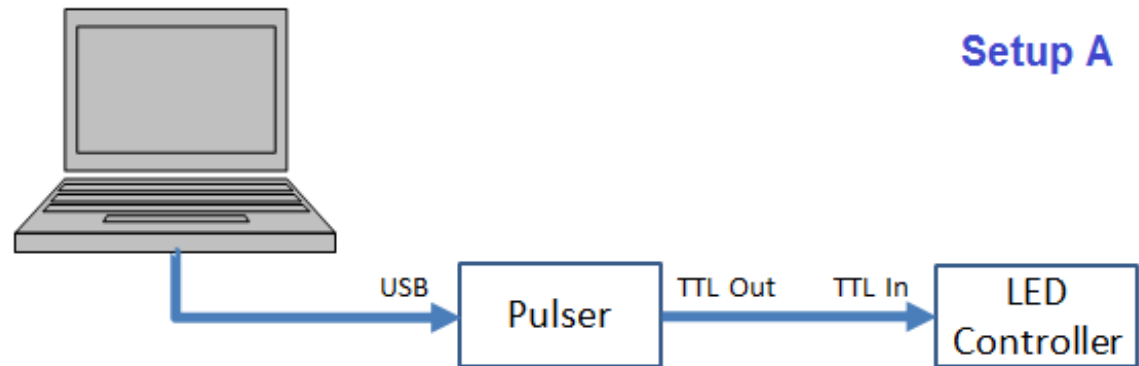 Setup A
USB
Pulser
TTL Out
TTL In
LED
Controller